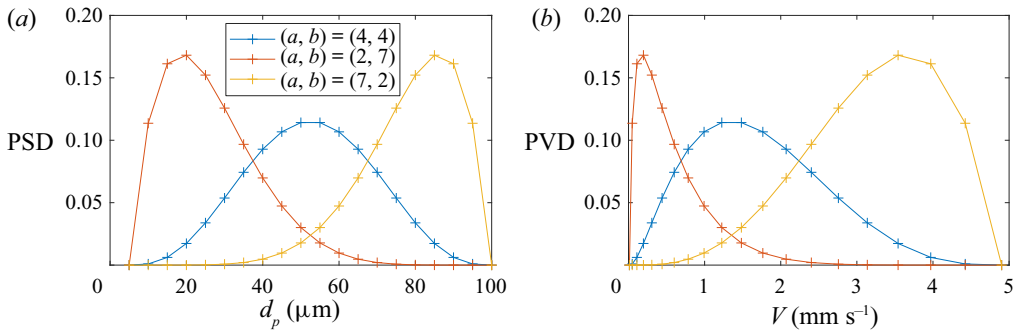 (a)
0.20
0.15
0.10
0.05
PSD
(a, b) = (4, 4)
(a, b) = (2, 7)
(a, b) = (7, 2)
0
20
40
60
80
100
d_p (μm)
(b)
0.20
0.15
0.10
0.05
PVD
0
1
2
3
4
5
V (mm s⁻¹)